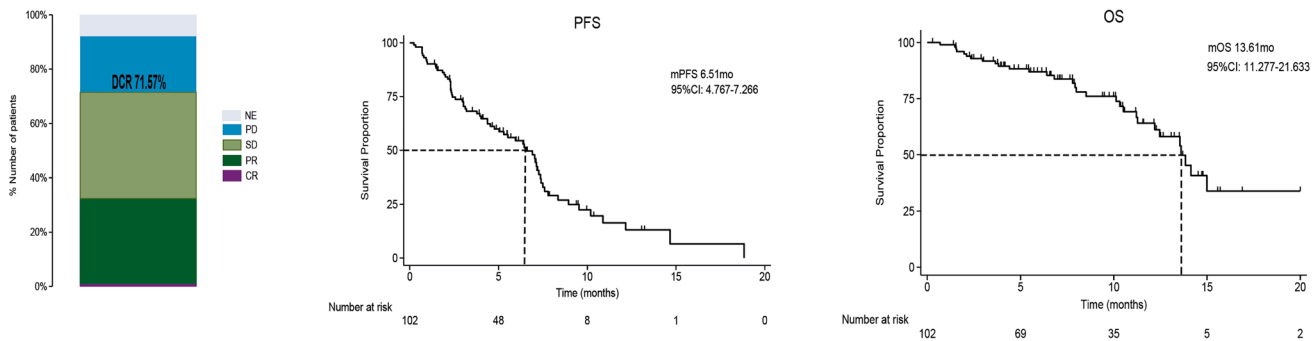 100%
80%
60%
40%
20%
0%
% Number of patients
DCR 71.57%
NE
PD
SD
PR
CR
PFS
mPFS 6.51mo
95%CI: 4.767-7.266
Survival Proportion
100
75
50
25
0
0 5 10 15 20
Time (months)
Number at risk
102 48 8 1 0
OS
mOS 13.61mo
95%CI: 11.277-21.633
Survival Proportion
100
75
50
25
0
0 5 10 15 20
Time (months)
Number at risk
102 69 35 5 2